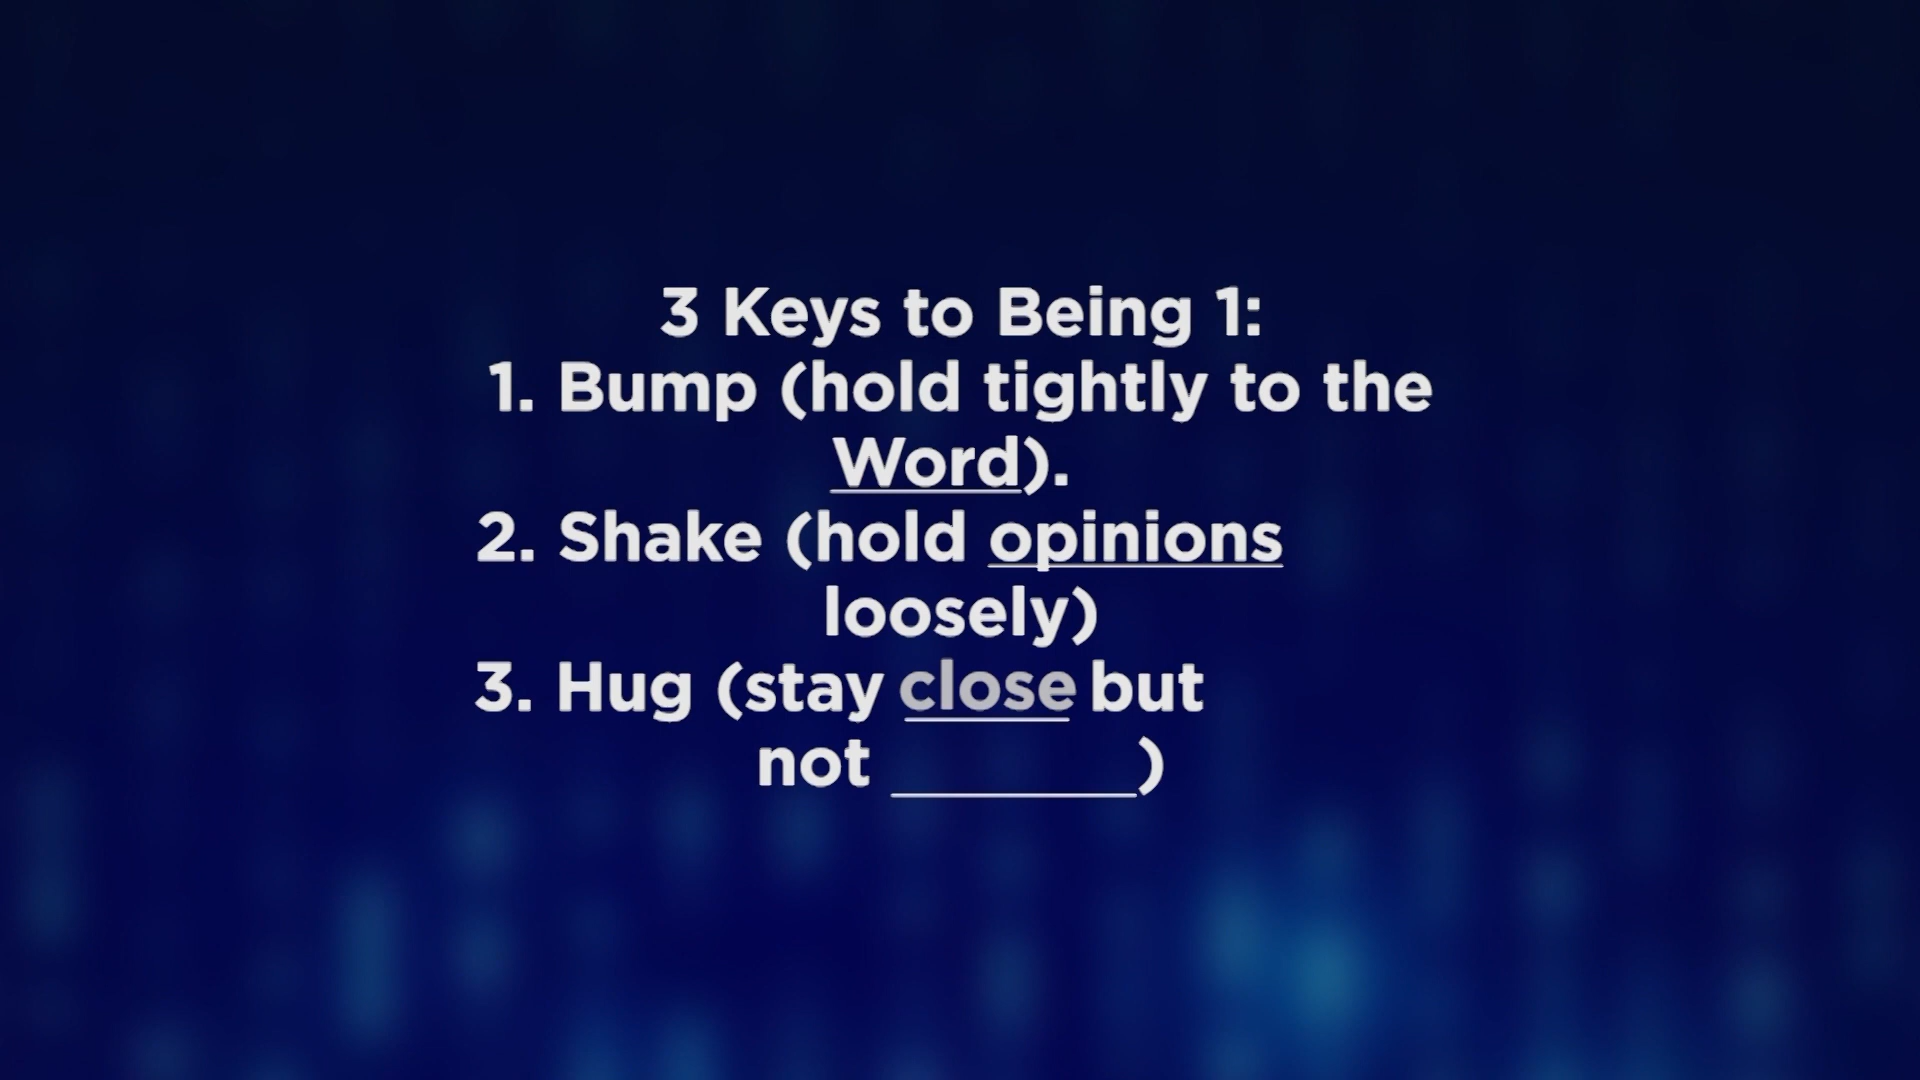 3 Keys to Being 1:
1. Bump (hold tightly to the
Word).
2. Shake (hold opinions
loosely)
3. Hug (stay close but
not ________)